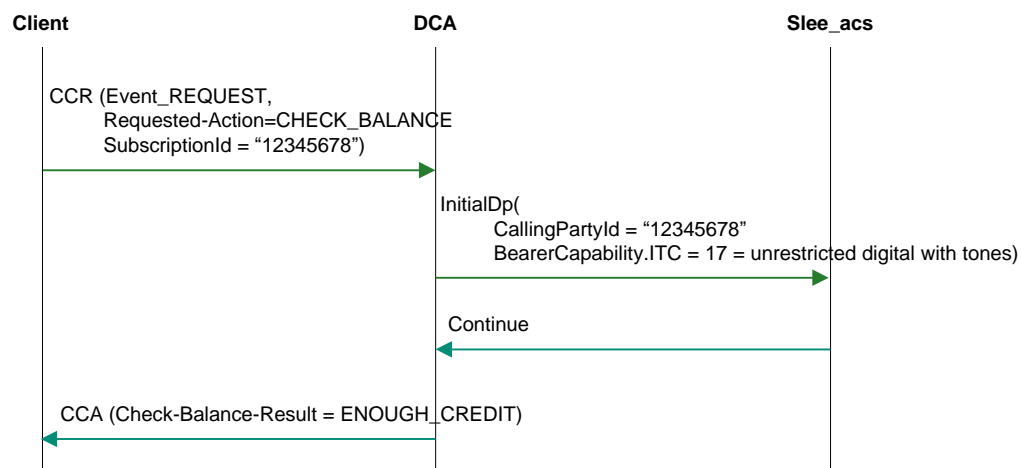 Client DCA Slee_acs
CCR (Event_REQUEST,
Requested-Action=CHECK_BALANCE
SubscriptionId = “12345678”)
InitialDp(
CallingPartyId = “12345678”
BearerCapability.ITC = 17 = unrestricted digital with tones)
Continue
CCA (Check-Balance-Result = ENOUGH_CREDIT)